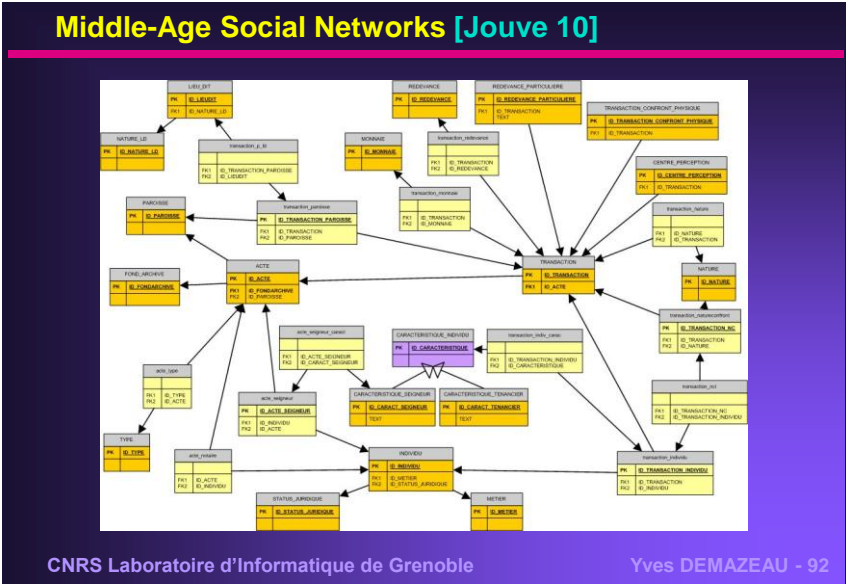 Middle-Age Social Networks [Jouve 10]
LIEU_DIT
PK ID_LIEUDIT
FK1 ID_NATURE_LD
REDEVANCE
PK ID_REDEVANCE
REDEVANCE_PARTICULIERE
PK ID_REDEVANCE_PARTICULIERE
FK1 ID_TRANSACTION
TEXT
TRANSACTION_CONFRONT_PHYSIQUE
PK ID_TRANSACTION_CONFRONT_PHYSIQUE
FK1 ID_TRANSACTION
NATURE_LD
PK ID_NATURE_LD
transaction_p_ld
FK1 ID_TRANSACTION_PAROISSE
FK2 ID_LIEUDIT
MONNAIE
PK ID_MONNAIE
transaction_redevance
FK1 ID_TRANSACTION
FK2 ID_REDEVANCE
CENTRE_PERCEPTION
PK ID_CENTRE_PERCEPTION
FK1 ID_TRANSACTION
PAROISSE
PK ID_PAROISSE
transaction_paroisse
PK ID_TRANSACTION_PAROISSE
FK1 ID_TRANSACTION
FK2 ID_PAROISSE
transaction_monnaie
FK1 ID_TRANSACTION
FK2 ID_MONNAIE
transaction_nature
FK1 ID_NATURE
FK2 ID_TRANSACTION
FOND_ARCHIVE
PK ID_FONDARCHIVE
ACTE
PK ID_ACTE
FK1 ID_FONDARCHIVE
FK2 ID_PAROISSE
TRANSACTION
PK ID_TRANSACTION
FK1 ID_ACTE
NATURE
PK ID_NATURE
transaction_natureconfront
PK ID_TRANSACTION_NC
FK1 ID_TRANSACTION
FK2 ID_NATURE
acte_seigneur_caract
FK1 ID_ACTE_SEIGNEUR
FK2 ID_CARACT_SEIGNEUR
CARACTERISTIQUE_INDIVIDU
PK ID_CARACTERISTIQUE
transaction_indiv_carac
FK1 ID_TRANSACTION_INDIVIDU
FK2 ID_CARACTERISTIQUE
acte_type
FK1 ID_TYPE
FK2 ID_ACTE
acte_seigneur
PK ID_ACTE_SEIGNEUR
FK1 ID_INDIVIDU
FK2 ID_ACTE
CARACTERISTIQUE_SEIGNEUR
PK ID_CARACT_SEIGNEUR
TEXT
CARACTERISTIQUE_TENANCIER
PK ID_CARACT_TENANCIER
TEXT
transaction_nci
FK1 ID_TRANSACTION_NC
FK2 ID_TRANSACTION_INDIVIDU
TYPE
PK ID_TYPE
acte_notaire
FK1 ID_ACTE
FK2 ID_INDIVIDU
INDIVIDU
PK ID_INDIVIDU
FK1 ID_METIER
FK2 ID_STATUS_JURIDIQUE
transaction_individu
PK ID_TRANSACTION_INDIVIDU
FK1 ID_TRANSACTION
FK2 ID_INDIVIDU
STATUS_JURIDIQUE
PK ID_STATUS_JURIDIQUE
METIER
PK ID_METIER
CNRS Laboratoire d'Informatique de Grenoble
Yves DEMAZEAU - 92